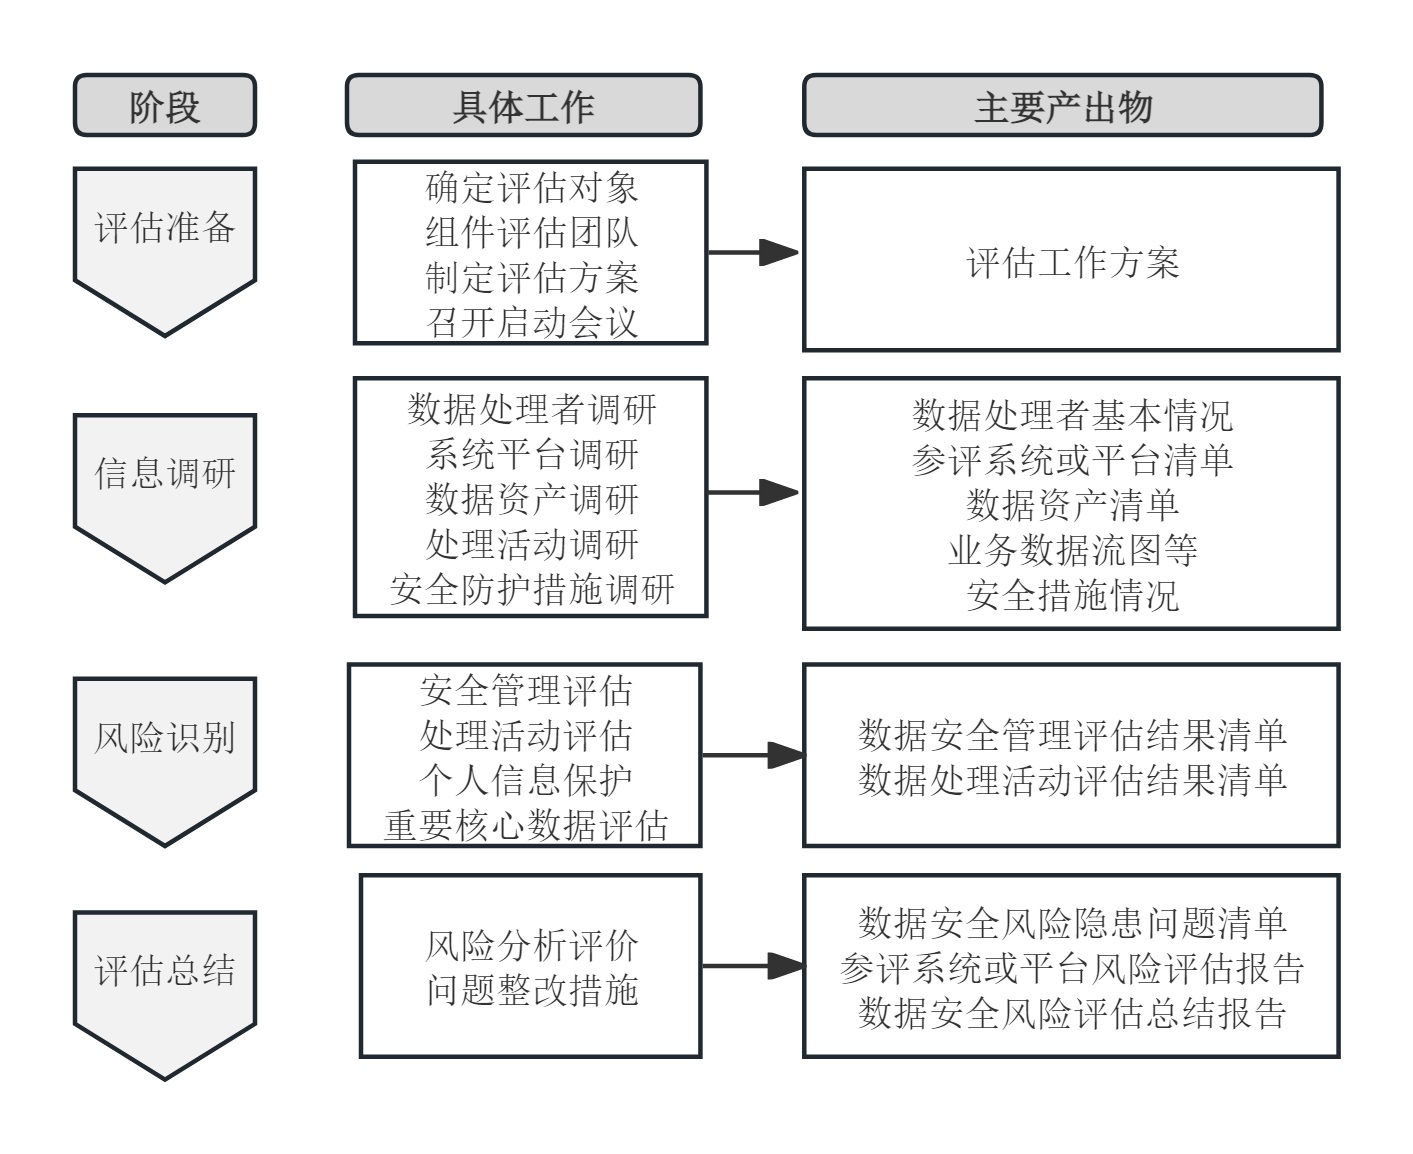 阶段
具体工作
主要产出物
评估准备
确定评估对象
组件评估团队
制定评估方案
召开启动会议
评估工作方案
信息调研
数据处理者调研
系统平台调研
数据资产调研
处理活动调研
安全防护措施调研
数据处理者基本情况
参评系统或平台清单
数据资产清单
业务数据流图等
安全措施情况
风险识别
安全管理评估
处理活动评估
个人信息保护
重要核心数据评估
数据安全管理评估结果清单
数据处理活动评估结果清单
评估总结
风险分析评价
问题整改措施
数据安全风险隐患问题清单
参评系统或平台风险评估报告
数据安全风险评估总结报告